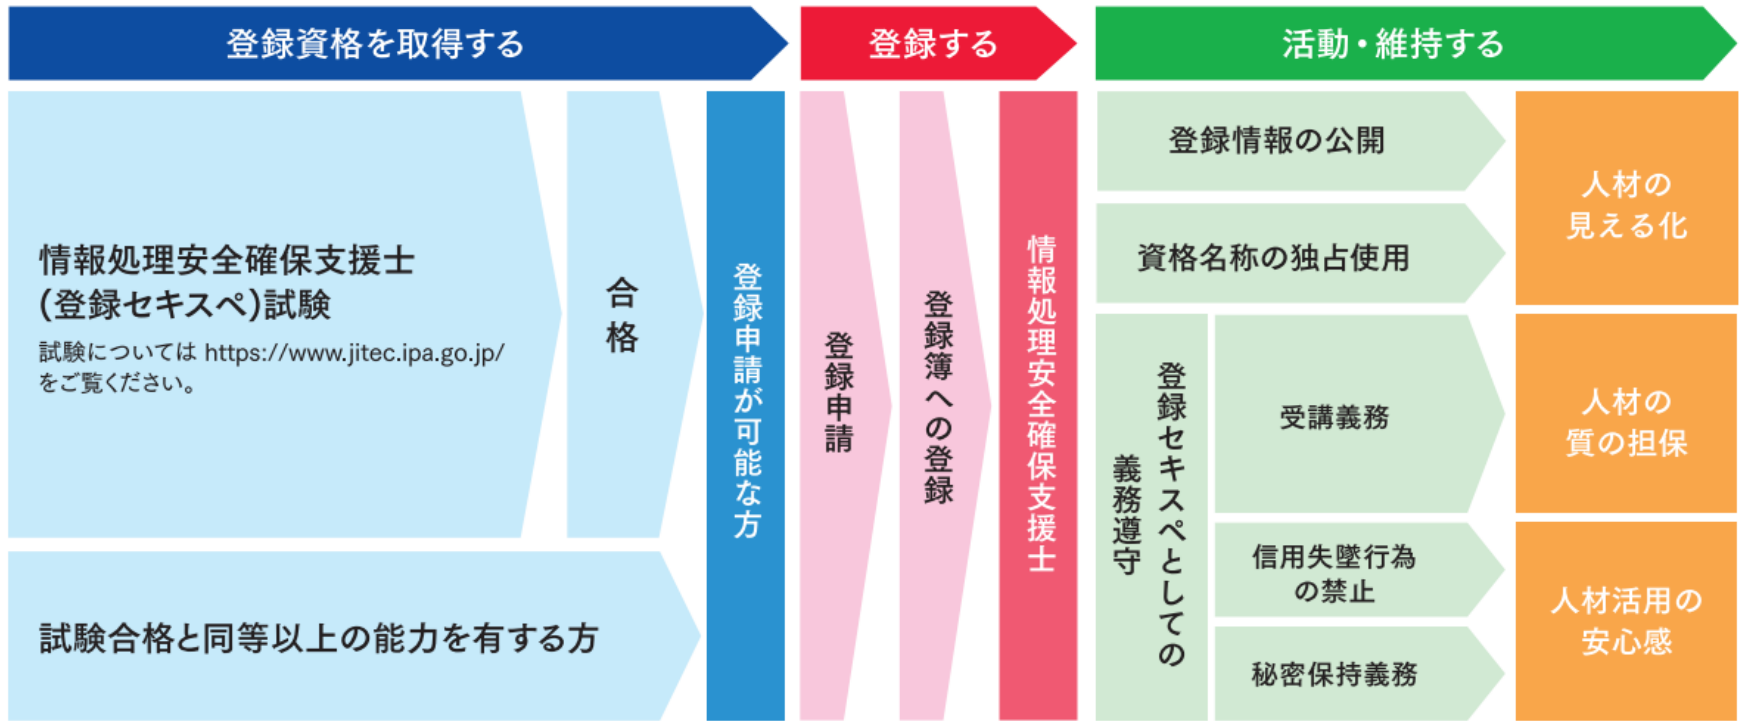 登録資格を取得する
登録する
活動・維持する
情報処理安全確保支援士
(登録セキスペ)試験
試験については https://www.jitec.ipa.go.jp/
をご覧ください。
合格
試験合格と同等以上の能力を有する方
登録申請が可能な方
登録申請
登録簿への登録
情報処理安全確保支援士
登録情報の公開
資格名称の独占使用
登録セキスペとしての
義務遵守
受講義務
信用失墜行為
の禁止
秘密保持義務
人材の
見える化
人材の
質の担保
人材活用の
安心感